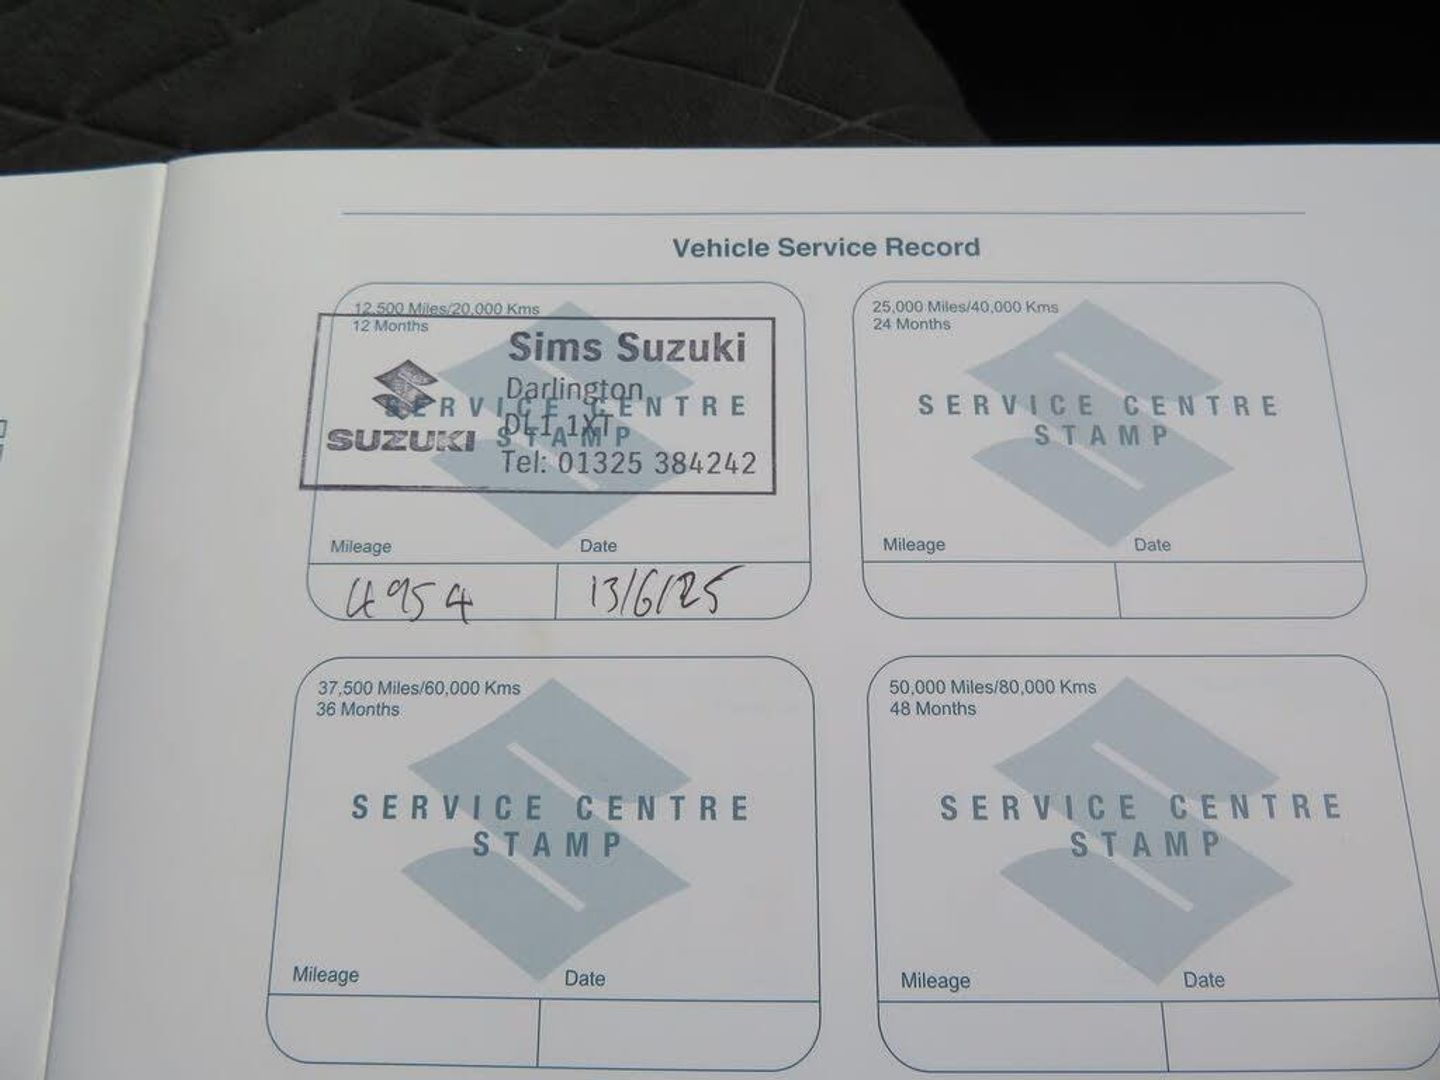 Vehicle Service Record
12,500 Miles/20,000 Kms
12 Months
Sims Suzuki
Darlington
DL1 1XT
Tel: 01325 384242
SUZUKI
SERVICE CENTRE
STAMP
Mileage Date
4954 13/6/25
25,000 Miles/40,000 Kms
24 Months
SERVICE CENTRE
STAMP
Mileage Date
37,500 Miles/60,000 Kms
36 Months
SERVICE CENTRE
STAMP
Mileage Date
50,000 Miles/80,000 Kms
48 Months
SERVICE CENTRE
STAMP
Mileage Date